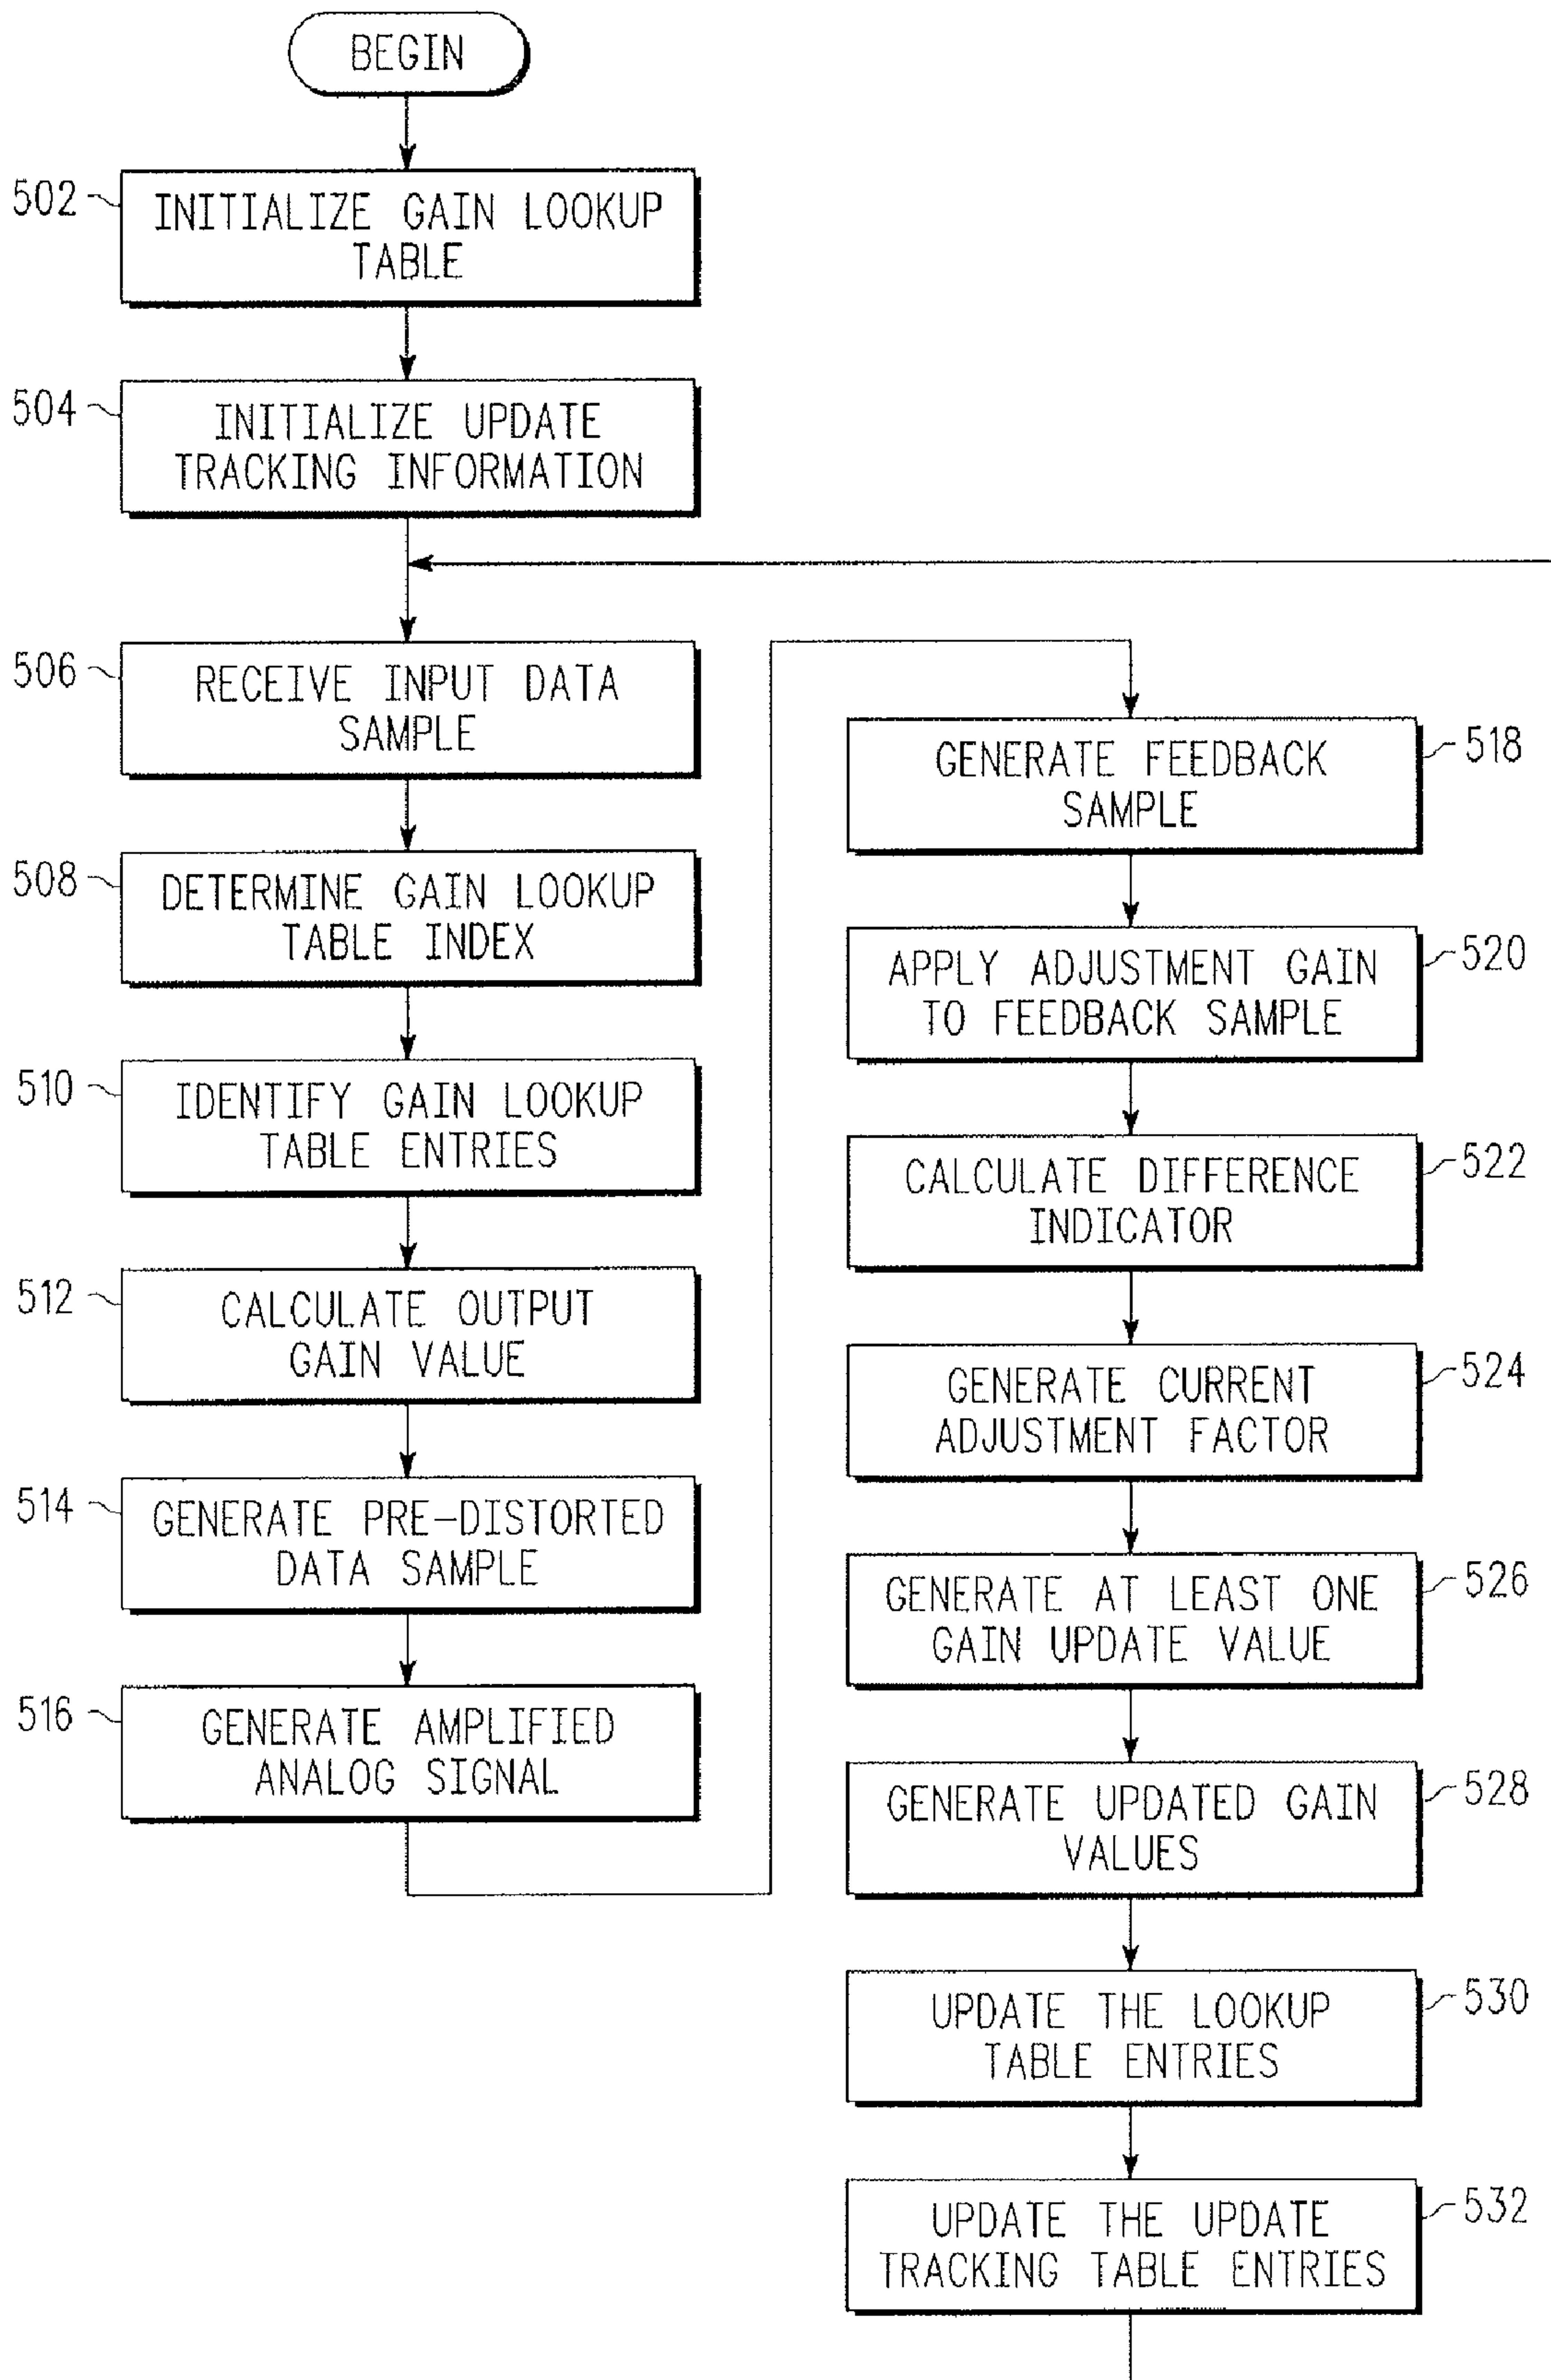 BEGIN
502
INITIALIZE GAIN LOOKUP
TABLE
504
INITIALIZE UPDATE
TRACKING INFORMATION
506
RECEIVE INPUT DATA
SAMPLE
508
DETERMINE GAIN LOOKUP
TABLE INDEX
510
IDENTIFY GAIN LOOKUP
TABLE ENTRIES
512
CALCULATE OUTPUT
GAIN VALUE
514
GENERATE PRE-DISTORTED
DATA SAMPLE
516
GENERATE AMPLIFIED
ANALOG SIGNAL
518
GENERATE FEEDBACK
SAMPLE
520
APPLY ADJUSTMENT GAIN
TO FEEDBACK SAMPLE
522
CALCULATE DIFFERENCE
INDICATOR
524
GENERATE CURRENT
ADJUSTMENT FACTOR
526
GENERATE AT LEAST ONE
GAIN UPDATE VALUE
528
GENERATE UPDATED GAIN
VALUES
530
UPDATE THE LOOKUP
TABLE ENTRIES
532
UPDATE THE UPDATE
TRACKING TABLE ENTRIES